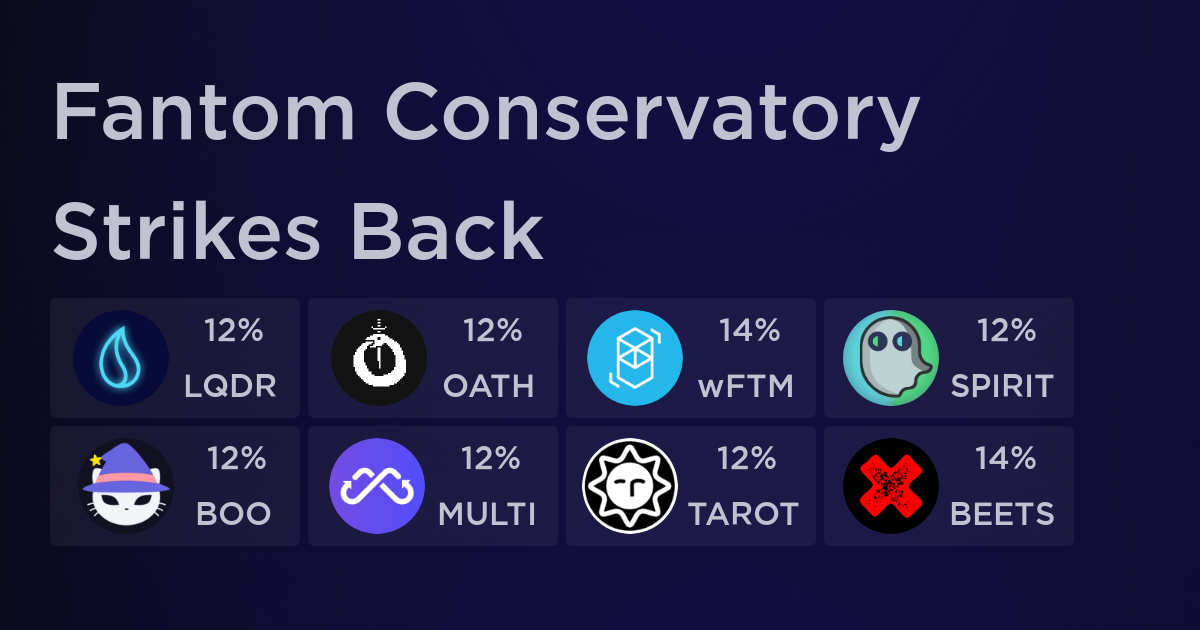 Fantom Conservatory
Strikes Back
12%
LQDR
12%
OATH
14%
wFTM
12%
SPIRIT
12%
BOO
12%
MULTI
12%
TAROT
14%
BEETS